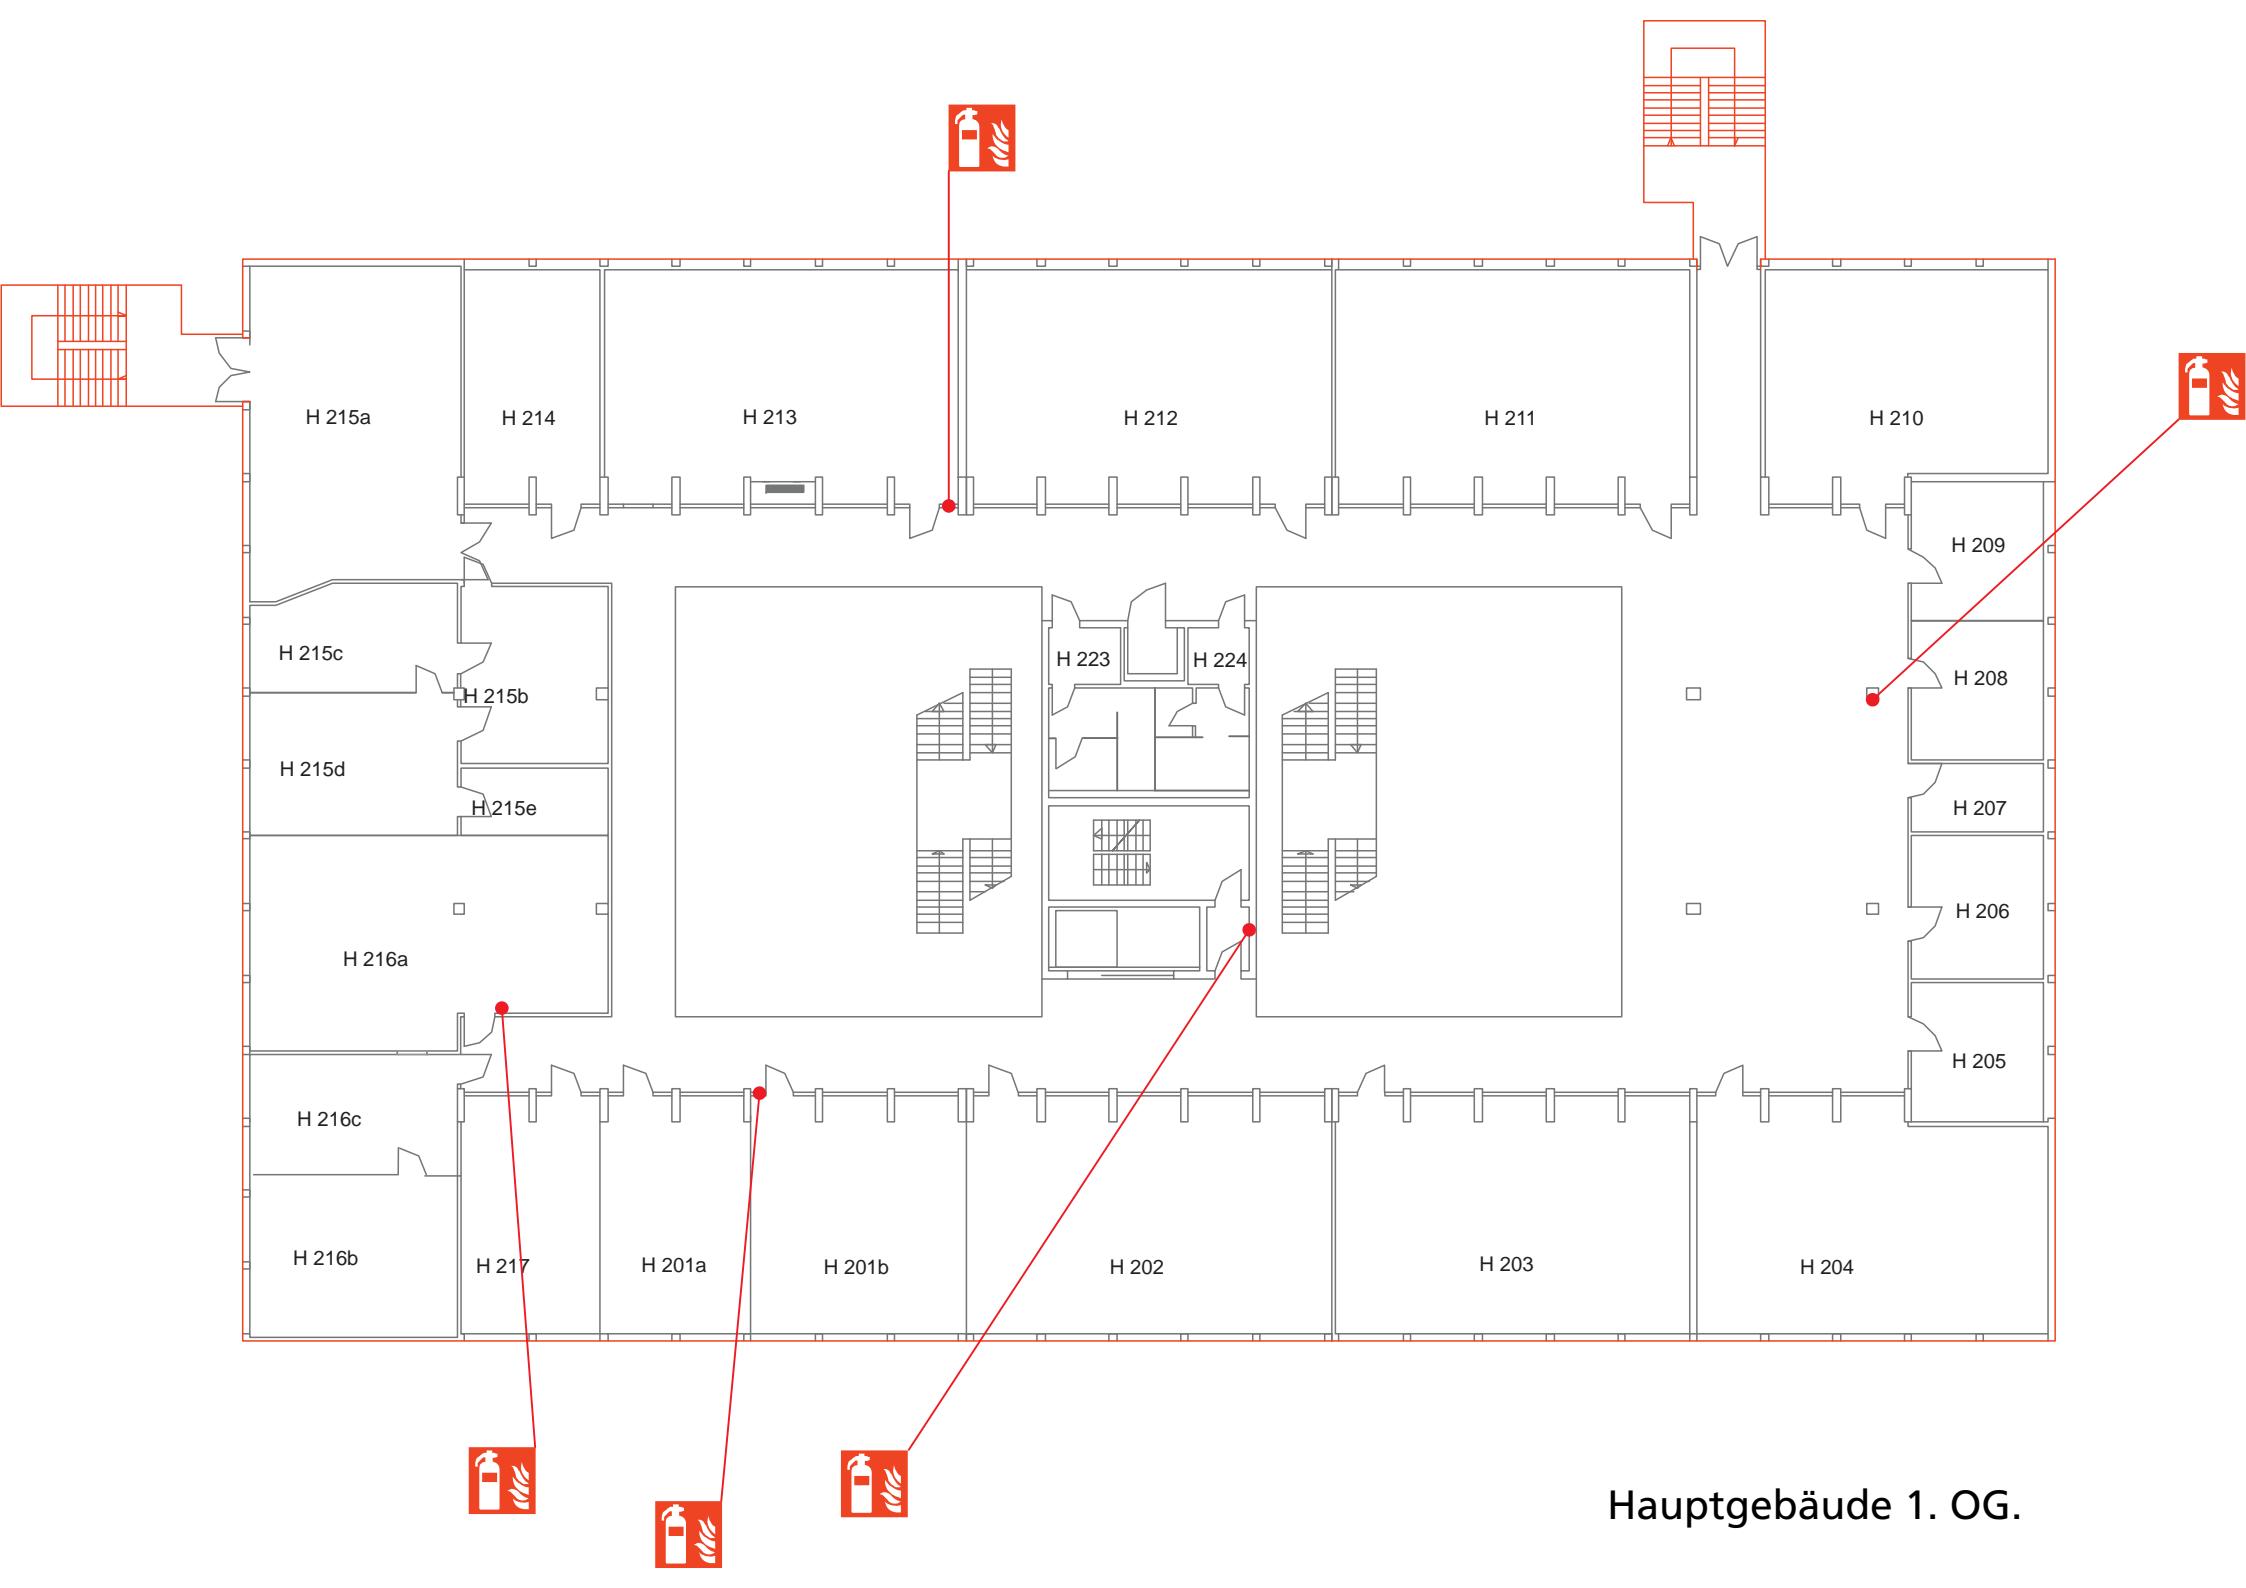 H 215a
H 214
H 213
H 212
H 211
H 210
H 209
H 215c
H 223
H 224
H 208
H 215b
H 215d
H 215e
H 207
H 206
H 216a
H 205
H 216c
H 216b
H 217
H 201a
H 201b
H 202
H 203
H 204
Hauptgebäude 1. OG.